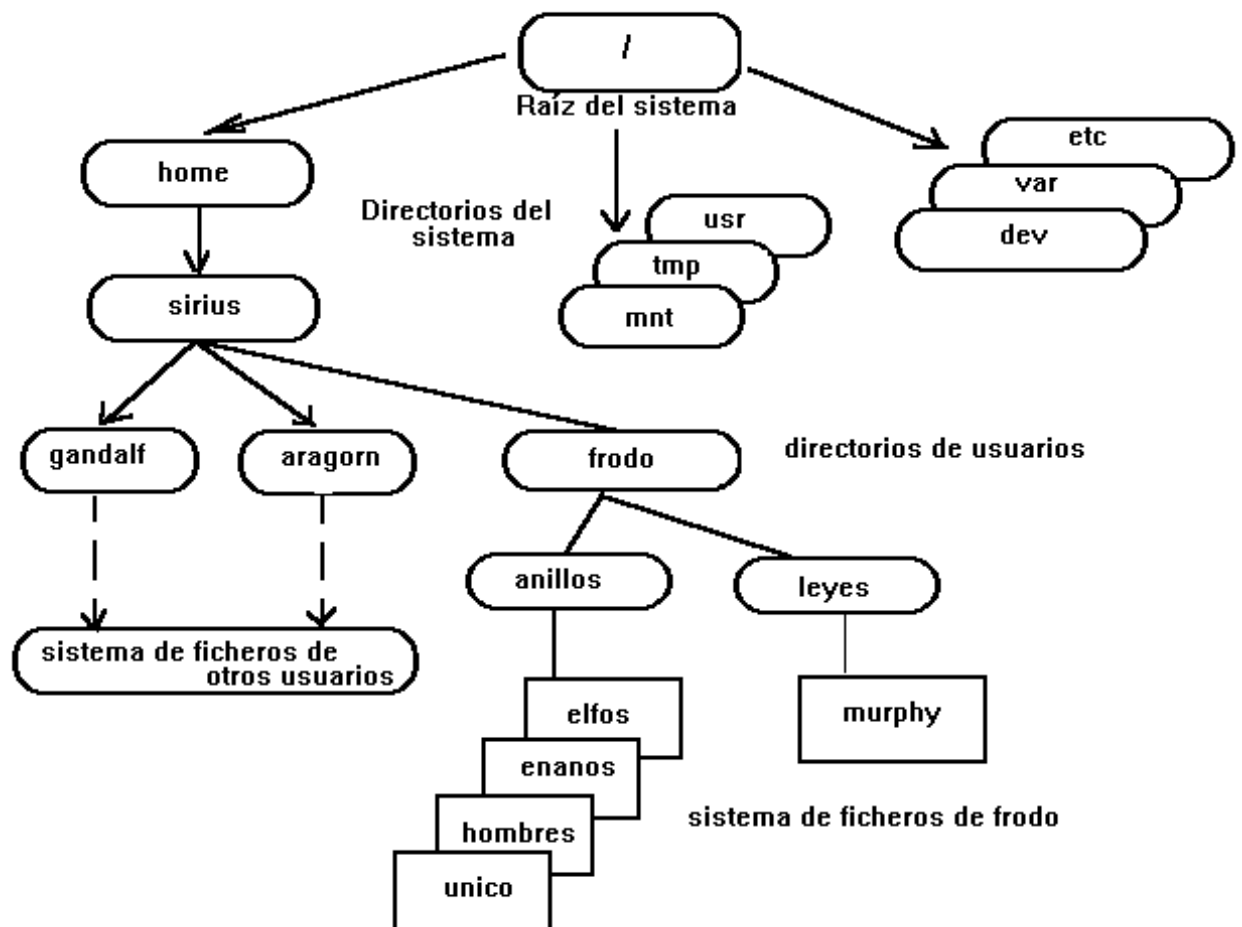 /
Raíz del sistema
home
etc
var
dev
Directorios del
sistema
usr
tmp
mnt
sirius
gandalf
aragorn
frodo
directorios de usuarios
anillos
leyes
sistema de ficheros de
otros usuarios
elfos
enanos
hombres
unico
murphy
sistema de ficheros de frodo